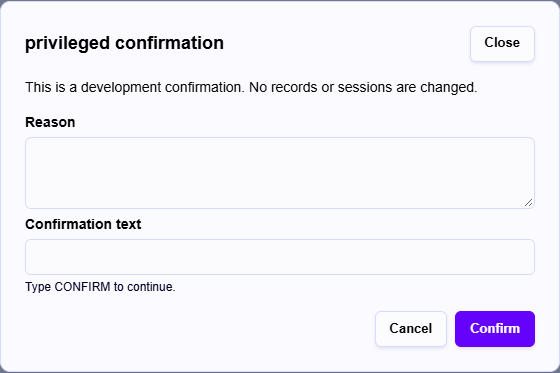 privileged confirmation
Close
This is a development confirmation. No records or sessions are changed.
Reason
Confirmation text
Type CONFIRM to continue.
Cancel
Confirm